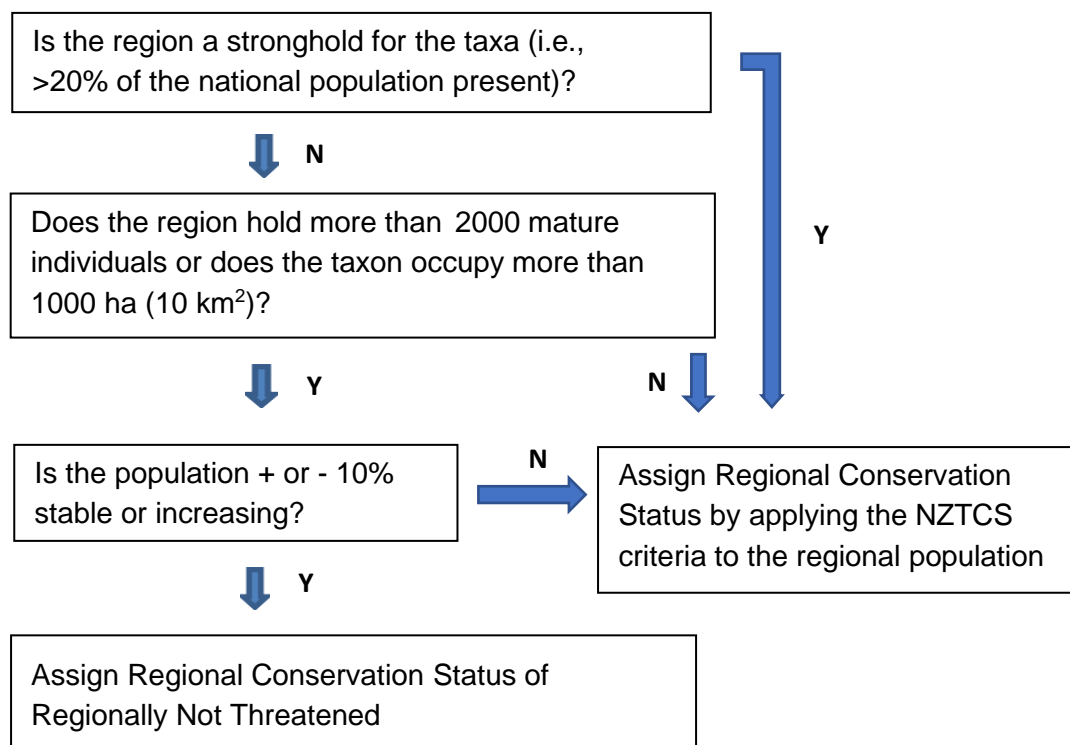 Is the region a stronghold for the taxa (i.e.,
>20% of the national population present)?
N
Does the region hold more than 2000 mature
individuals or does the taxon occupy more than
1000 ha (10 km²)?
Y
Y
N
Is the population + or - 10%
stable or increasing?
N
Assign Regional Conservation
Status by applying the NZTCS
criteria to the regional population
Y
Assign Regional Conservation Status of
Regionally Not Threatened